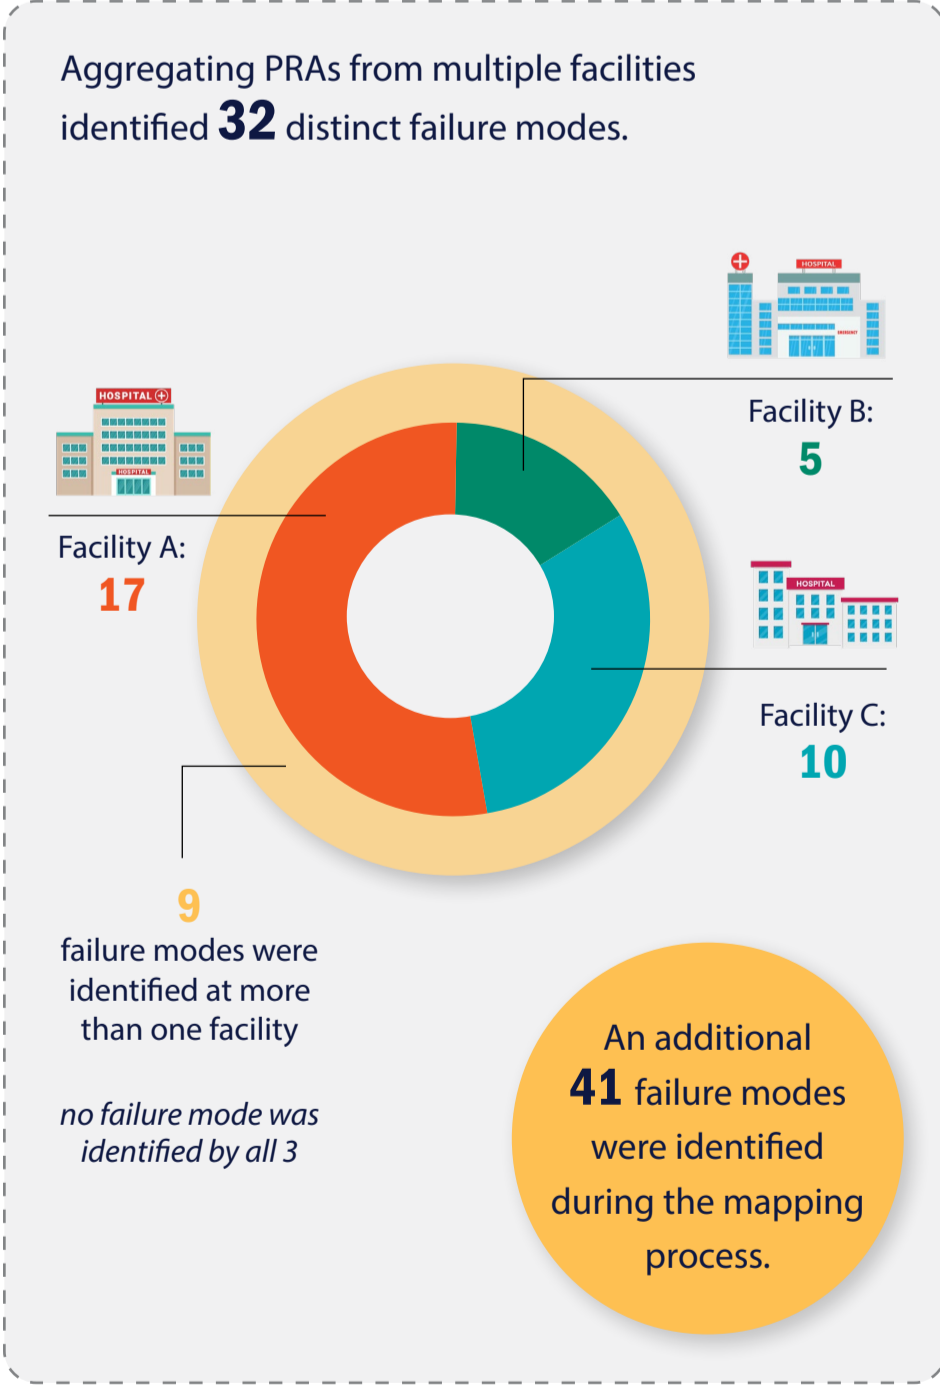 Aggregating PRAs from multiple facilities
identified 32 distinct failure modes.
HOSPITAL
EMERGENCY
Facility B:
5
HOSPITAL
HOSPITAL
Facility A:
17
HOSPITAL
Facility C:
10
9
failure modes were
identified at more
than one facility
no failure mode was
identified by all 3
An additional
41 failure modes
were identified
during the mapping
process.